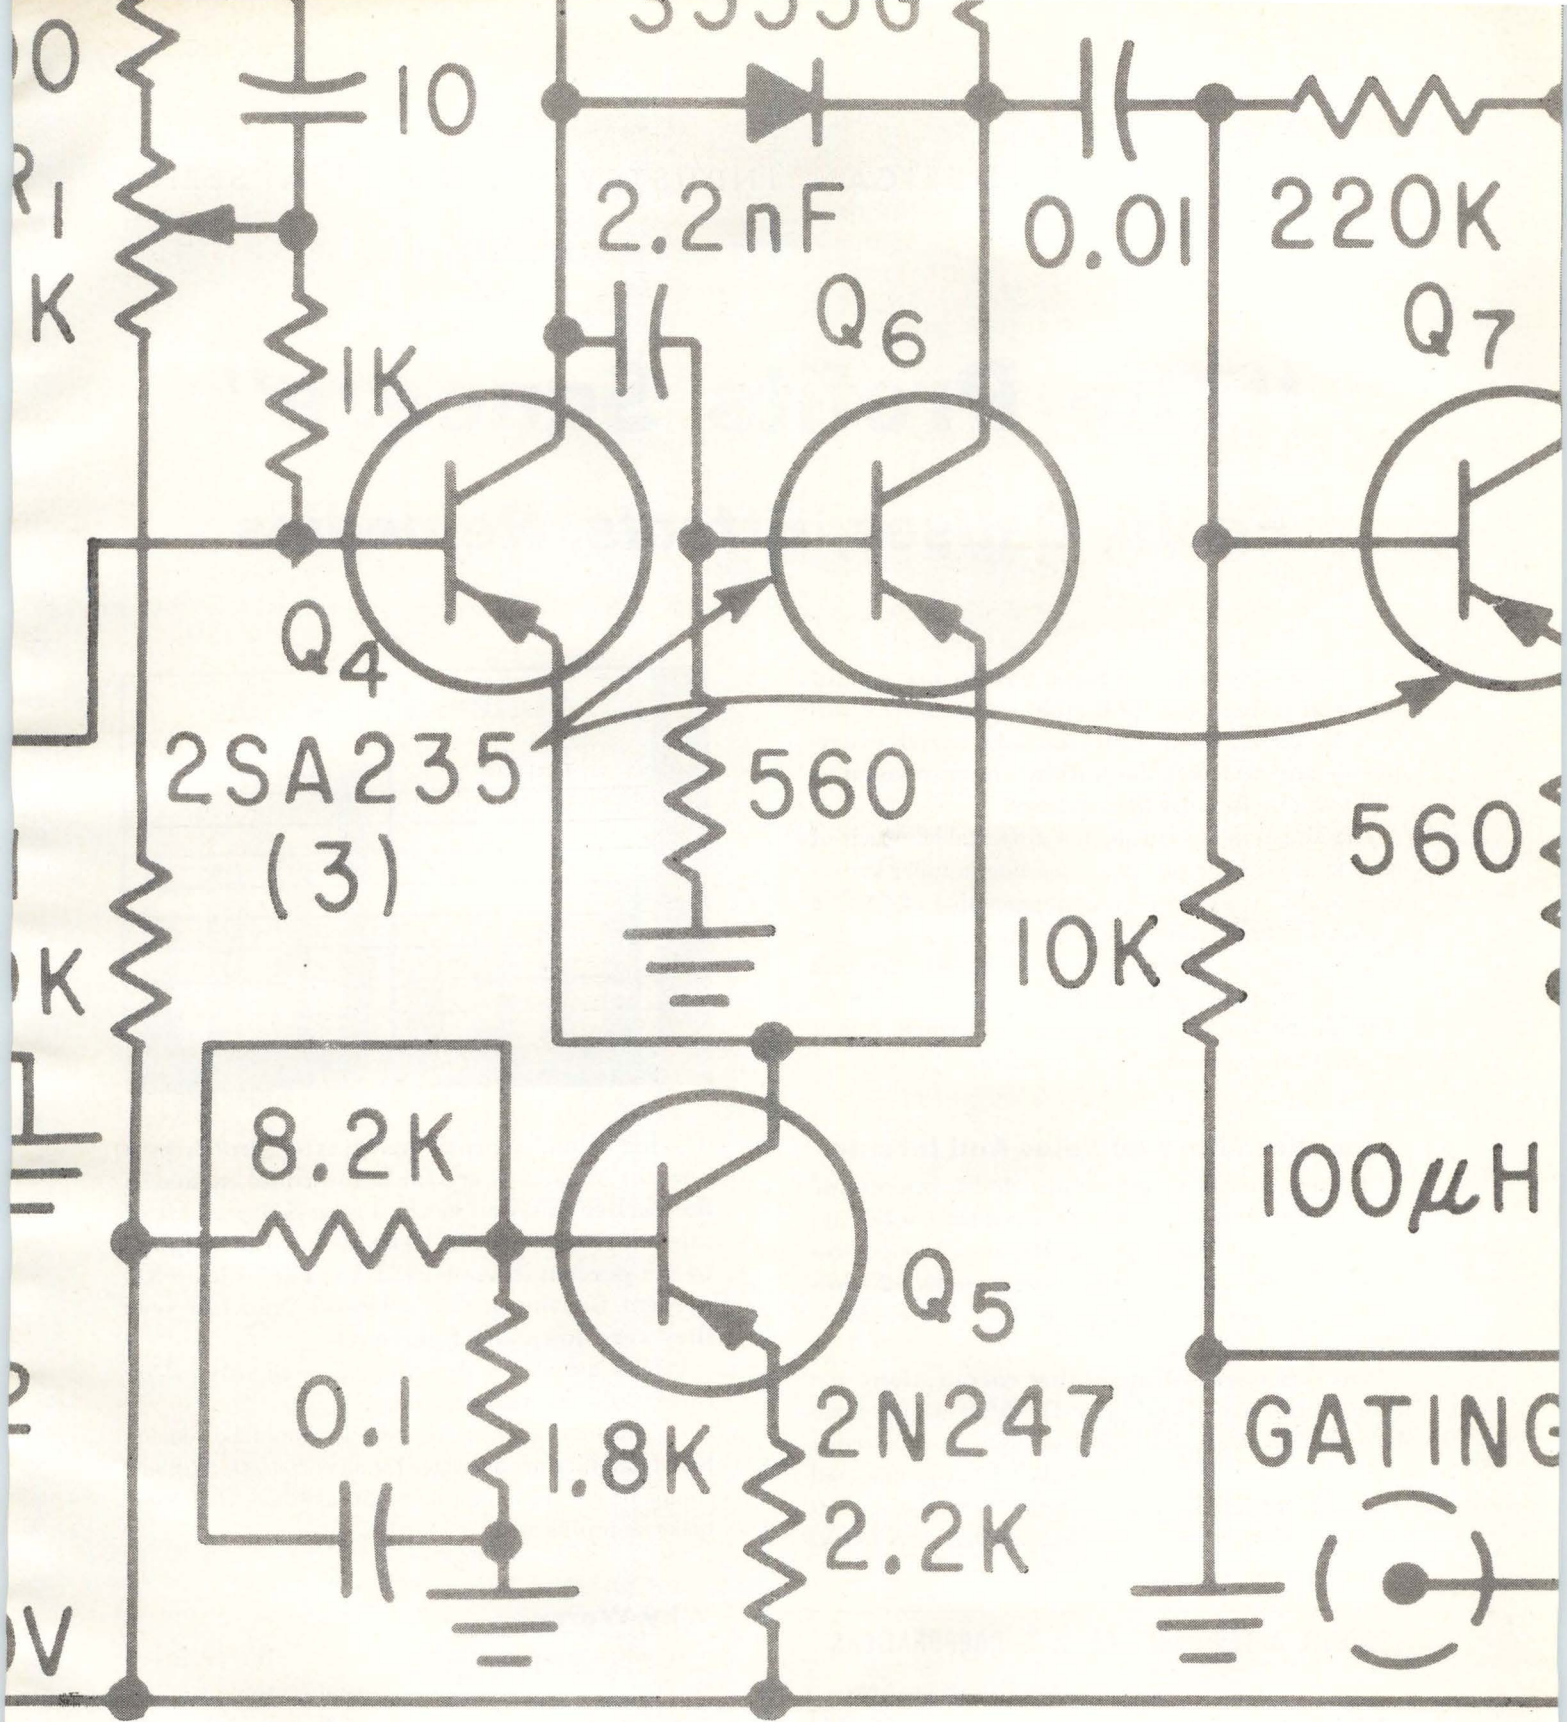 10
R1
K
2.2nF
0.01
220K
Q6
Q7
1K
Q4
2SA235
(3)
560
560
10K
K
8.2K
100μH
Q5
0.1
1.8K
2N247
2.2K
GATING
V